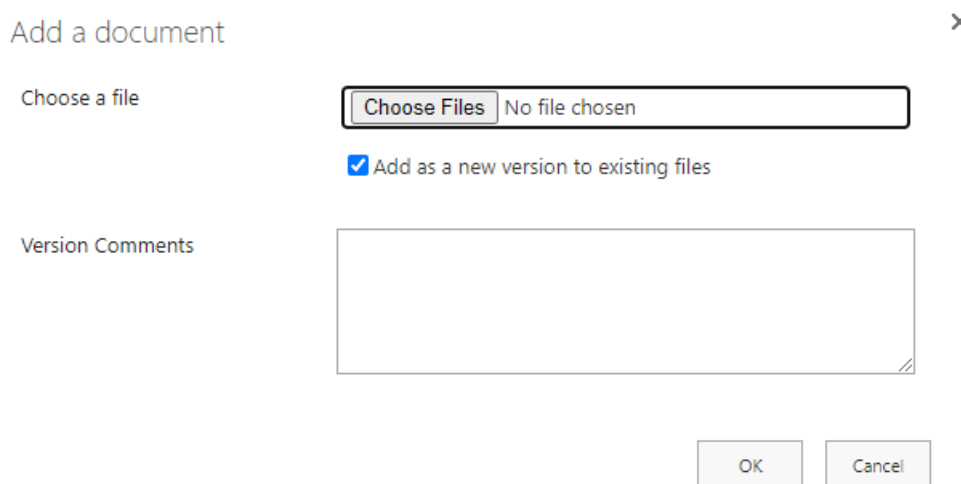 Add a document
Choose a file
Choose Files No file chosen
Add as a new version to existing files
Version Comments
OK Cancel